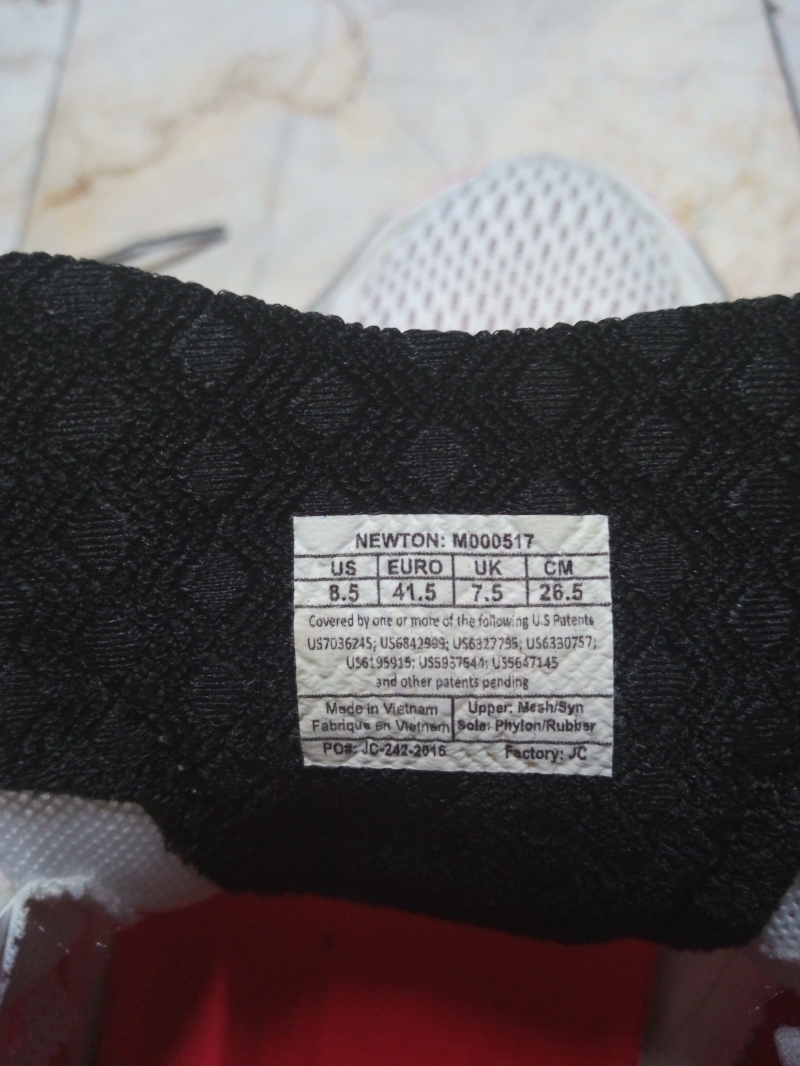 NEWTON: M000517
US EURO UK CM
8.5 41.5 7.5 26.5
Covered by one or more of the following U.S Patents
US7036245; US6842999; US6327795; US6330757;
US6195915; US5937544; US5647145
and other patents pending
Made in Vietnam
Fabrique en Vietnam
Upper: Mesh/Syn
Sole: Phylon/Rubber
PO#: JC-242-2016 Factory: JC